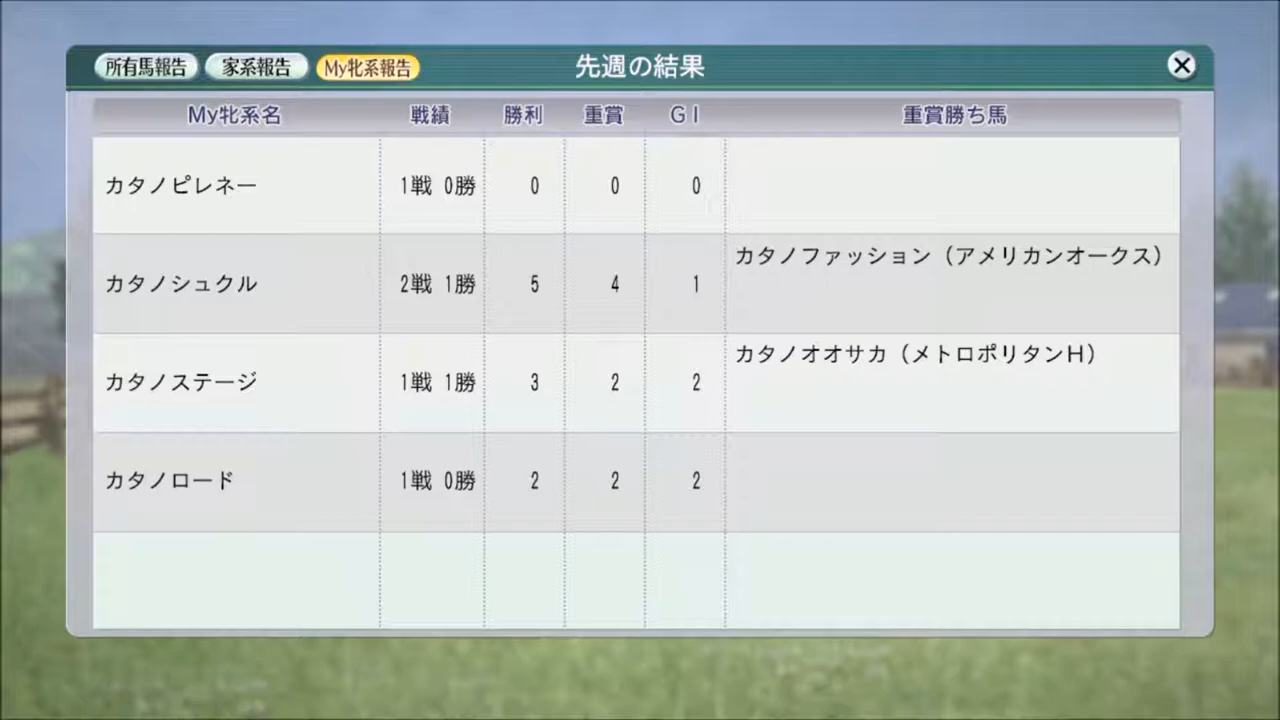 所有馬報告 家系報告 My牝系報告 先週の結果
My牝系名 戦績 勝利 重賞 GⅠ 重賞勝ち馬
カタノピレネー 1戦 0勝 0 0 0
カタノシュクル 2戦 1勝 5 4 1 カタノファッション（アメリカンオークス）
カタノステージ 1戦 1勝 3 2 2 カタノオオサカ（メトロポリタンH）
カタノロード 1戦 0勝 2 2 2